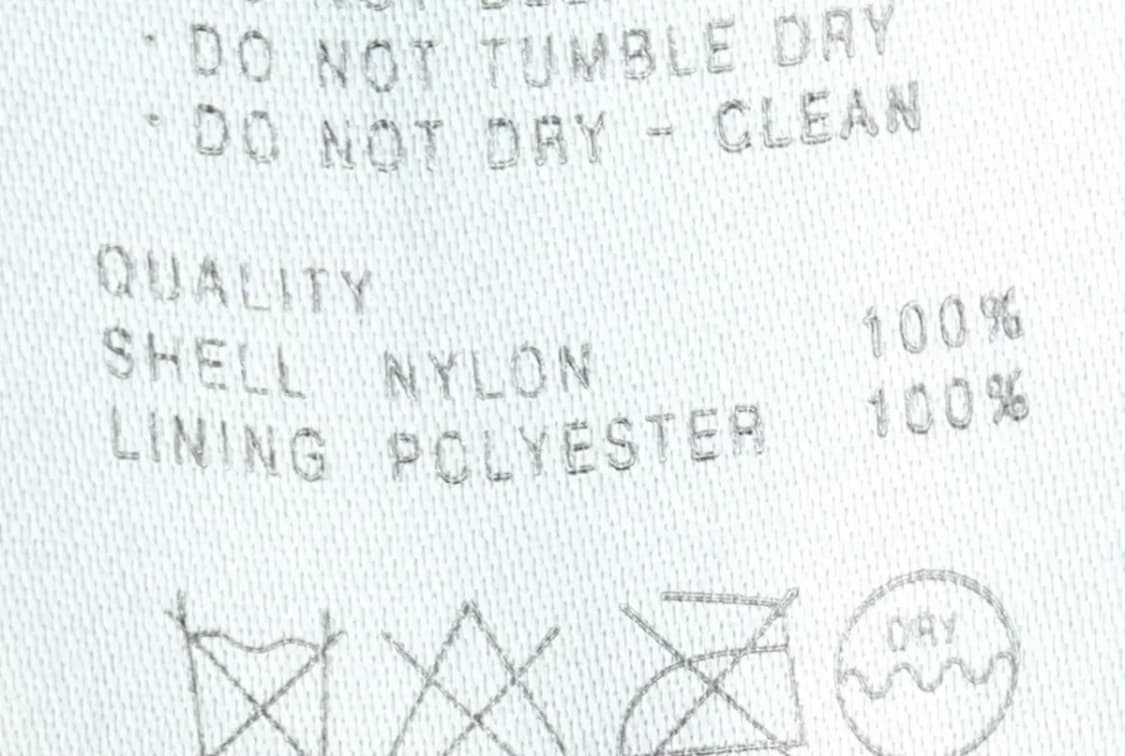 · DO NOT TUMBLE DRY
· DO NOT DRY - CLEAN
QUALITY
SHELL NYLON 100%
LINING POLYESTER 100%
DRY